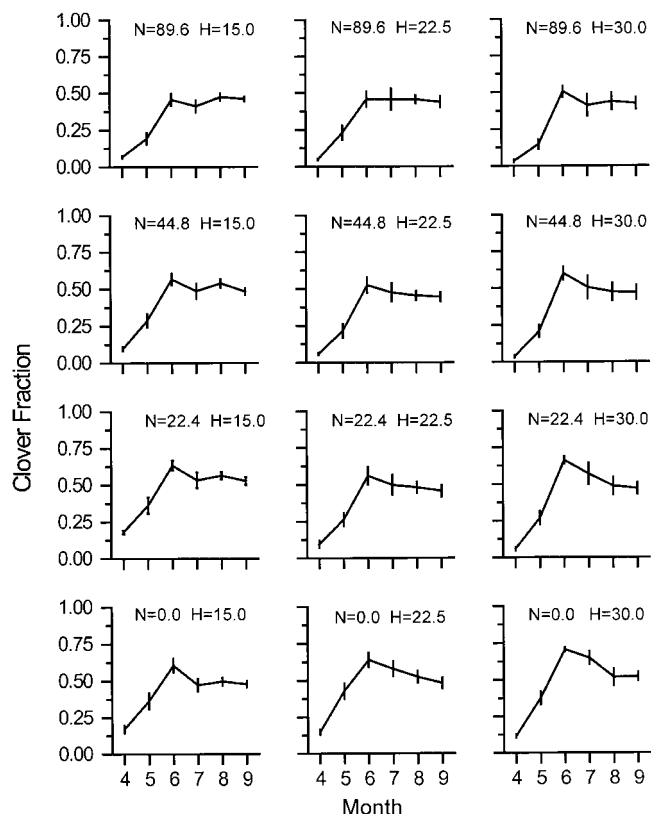 1.00
0.75
0.50
0.25
0.00
N=89.6 H=15.0
N=89.6 H=22.5
N=89.6 H=30.0
1.00
0.75
0.50
0.25
0.00
N=44.8 H=15.0
N=44.8 H=22.5
N=44.8 H=30.0
Clover Fraction
1.00
0.75
0.50
0.25
0.00
N=22.4 H=15.0
N=22.4 H=22.5
N=22.4 H=30.0
1.00
0.75
0.50
0.25
0.00
N=0.0 H=15.0
N=0.0 H=22.5
N=0.0 H=30.0
4 5 6 7 8 9
4 5 6 7 8 9
4 5 6 7 8 9
Month